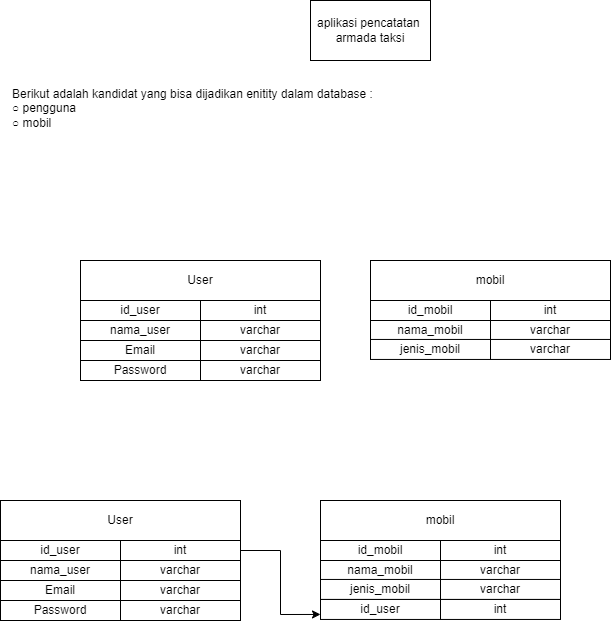 aplikasi pencatatan
armada taksi
Berikut adalah kandidat yang bisa dijadikan enitity dalam database :
○ pengguna
○ mobil
User
id_user int
nama_user varchar
Email varchar
Password varchar
mobil
id_mobil int
nama_mobil varchar
jenis_mobil varchar
User
id_user int
nama_user varchar
Email varchar
Password varchar
mobil
id_mobil int
nama_mobil varchar
jenis_mobil varchar
id_user int